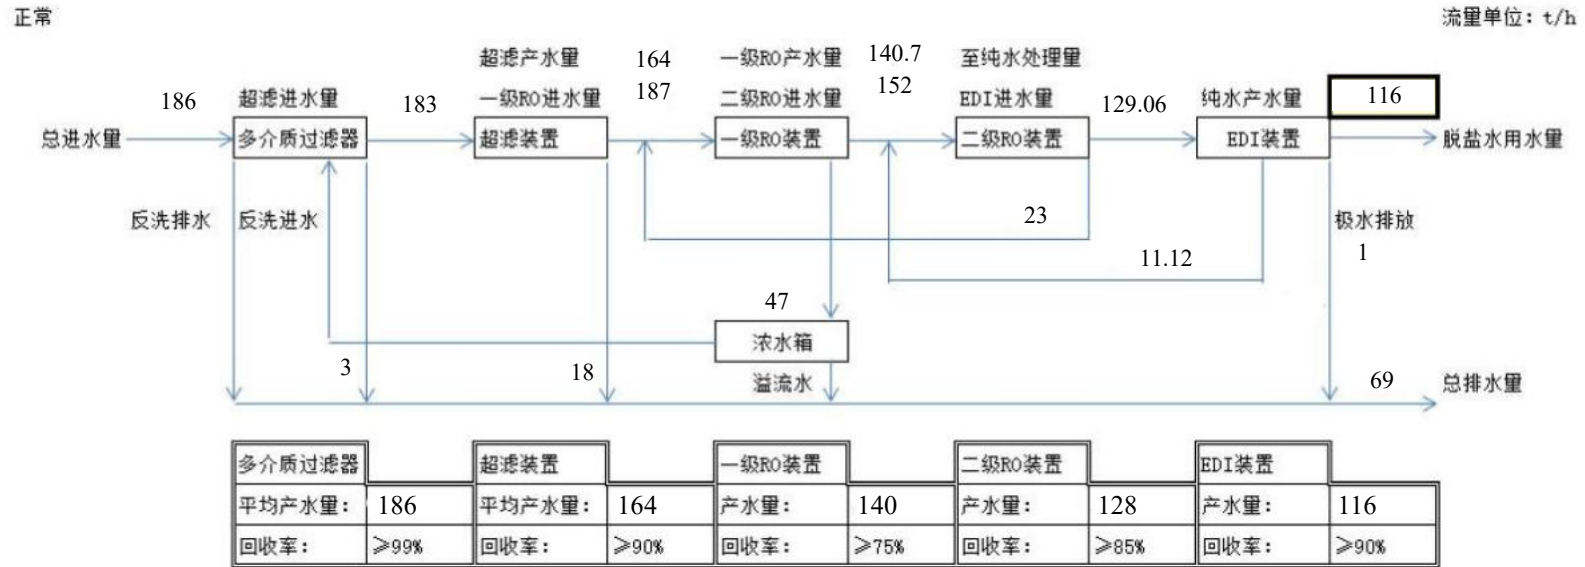 正常
流量单位：t/h
超滤产水量 164 一级RO产水量 140.7 至纯水处理量
186 超滤进水量 183 一级RO进水量 187 二级RO进水量 152 EDI进水量 129.06 纯水产水量 116
总进水量 多介质过滤器 超滤装置 一级RO装置 二级RO装置 EDI装置 脱盐水用水量
反洗排水 反洗进水 23 极水排放
11.12 1
47
浓水箱
3 18 溢流水 69 总排水量
多介质过滤器 超滤装置 一级RO装置 二级RO装置 EDI装置
平均产水量： 186 平均产水量： 164 产水量： 140 产水量： 128 产水量： 116
回收率： ≥99% 回收率： ≥90% 回收率： ≥75% 回收率： ≥85% 回收率： ≥90%